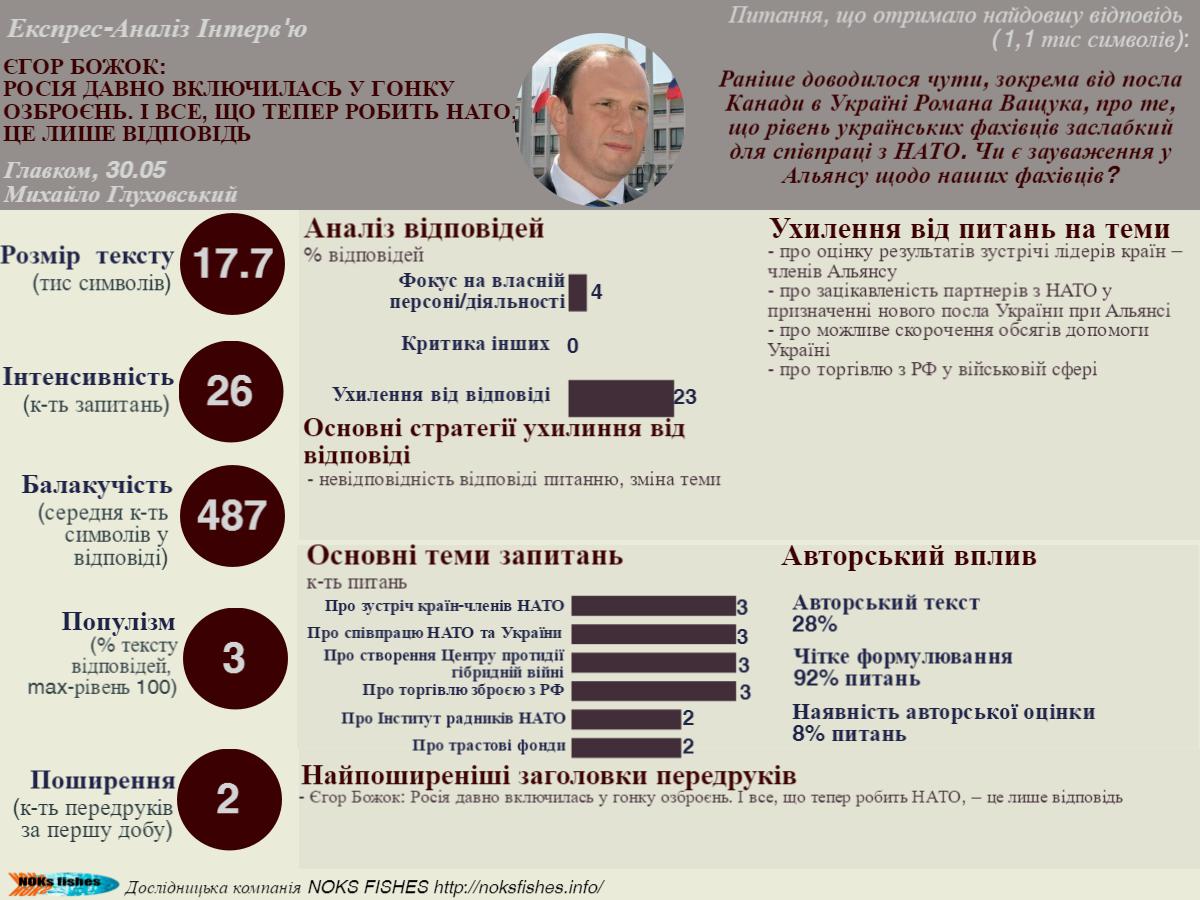 Експрес-Аналіз Інтерв'ю
ЄГОР БОЖОК:
РОСІЯ ДАВНО ВКЛЮЧИЛАСЬ У ГОНКУ
ОЗБРОЄНЬ. І ВСЕ, ЩО ТЕПЕР РОБИТЬ НАТО,
ЦЕ ЛИШЕ ВІДПОВІДЬ
Главком, 30.05
Михайло Глуховський
Питання, що отримало найдовшу відповідь
(1,1 тис символів):
Раніше доводилося чути, зокрема від посла
Канади в Україні Романа Ващука, про те,
що рівень українських фахівців заслабкий
для співпраці з НАТО. Чи є зауваження у
Альянсу щодо наших фахівців?
Розмір тексту
(тис символів)
17.7
Інтенсивність
(к-ть запитань)
26
Балакучість
(середня к-ть
символів у
відповіді)
487
Популізм
(% тексту
відповідей,
max-рівень 100)
3
Поширення
(к-ть передруків
за першу добу)
2
Аналіз відповідей
% відповідей
Фокус на власній
персоні/діяльності
4
Критика інших 0
Ухилення від відповіді 23
Основні стратегії ухилиння від
відповіді
- невідповідність відповіді питанню, зміна теми
Ухилення від питань на теми
- про оцінку результатів зустрічі лідерів країн –
членів Альянсу
- про зацікавленість партнерів з НАТО у
призначенні нового посла України при Альянсі
- про можливе скорочення обсягів допомоги
Україні
- про торгівлю з РФ у військовій сфері
Основні теми запитань
к-ть питань
Про зустріч країн-членів НАТО 3
Про співпрацю НАТО та України 3
Про створення Центру протидії
гібридній війні
3
Про торгівлю зброєю з РФ 3
Про Інститут радників НАТО 2
Про трастові фонди 2
Авторський вплив
Авторський текст
28%
Чітке формулювання
92% питань
Наявність авторської оцінки
8% питань
Найпоширеніші заголовки передруків
- Єгор Божок: Росія давно включилась у гонку озброєнь. І все, що тепер робить НАТО, – це лише відповідь
NOKs fishes
Дослідницька компанія NOKS FISHES http://noksfishes.info/